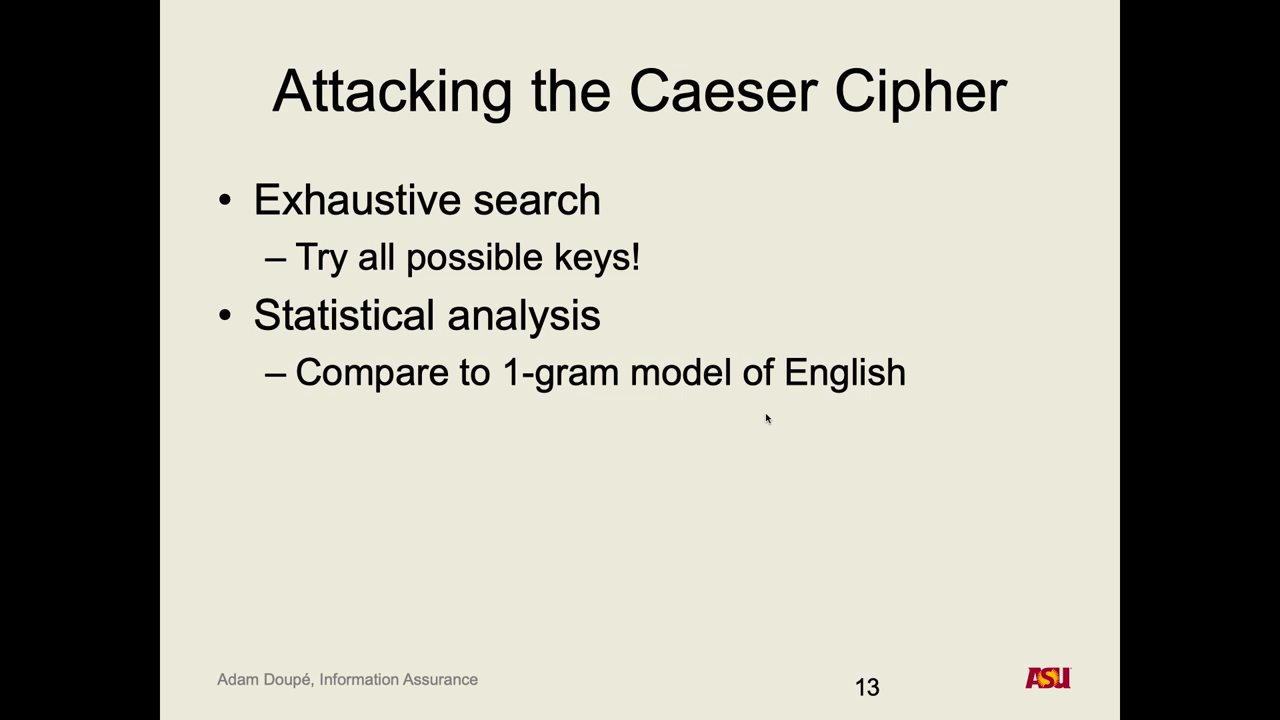 Attacking the Caeser Cipher
• Exhaustive search
– Try all possible keys!
• Statistical analysis
– Compare to 1-gram model of English
Adam Doupé, Information Assurance
13
ASU